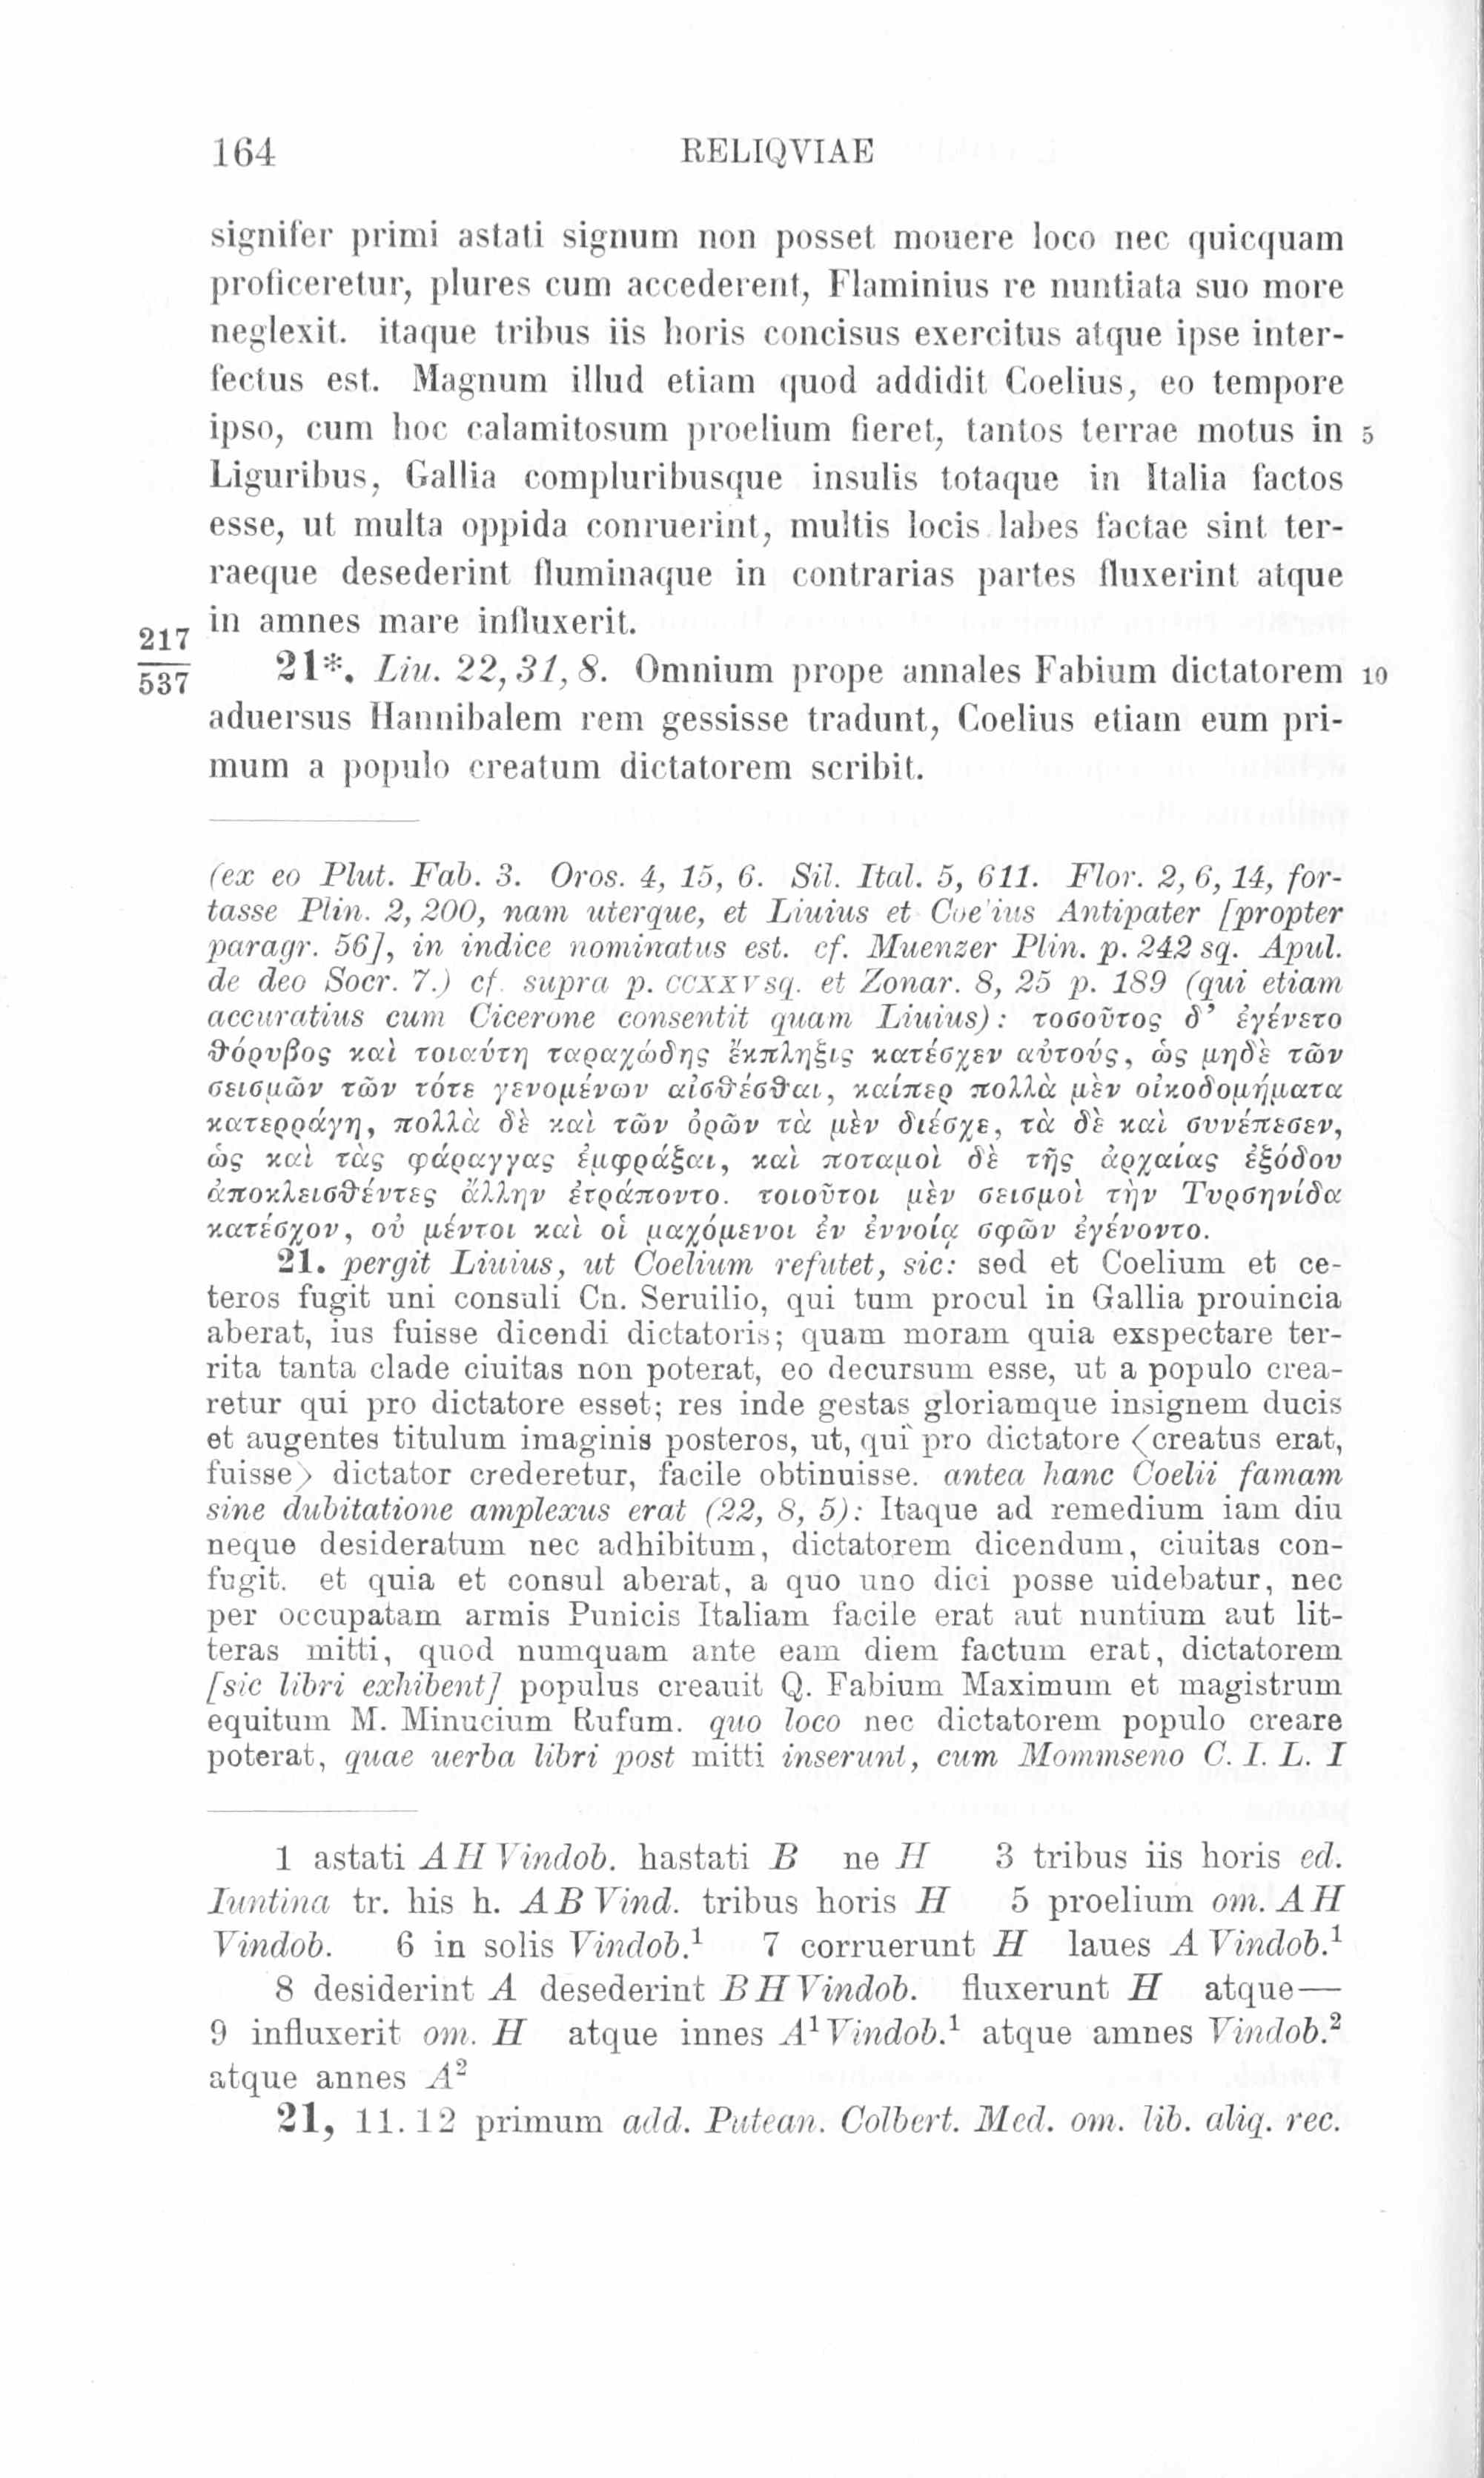 164 RELIQVIAE
signifer primi astati signum non posset mouere loco nec quicquam
proficeretur, plures cum accederent, Flaminius re nuntiata suo more
neglexit. itaque tribus iis horis concisus exercitus atque ipse inter-
fectus est. Magnum illud etiam quod addidit Coelius, eo tempore
ipso, cum hoc calamitosum proelium fieret, tantos terrae motus in 5
Liguribus, Gallia compluribusque insulis totaque in Italia factos
esse, ut multa oppida conruerint, multis locis labes factae sint ter-
raeque desederint fluminaque in contrarias partes fluxerint atque
in amnes mare influxerit.
217
537
21*. Liu. 22, 31, 8. Omnium prope annales Fabium dictatorem 10
aduersus Hannibalem rem gessisse tradunt, Coelius etiam eum pri-
mum a populo creatum dictatorem scribit.
(ex eo Plut. Fab. 3. Oros. 4, 15, 6. Sil. Ital. 5, 611. Flor. 2, 6, 14, for-
tasse Plin. 2, 200, nam uterque, et Liuius et Coe'ius Antipater [propter
paragr. 56], in indice nominatus est. cf. Muenzer Plin. p. 242 sq. Apul.
de deo Socr. 7.) cf. supra p. CCXXV sq. et Zonar. 8, 25 p. 189 (qui etiam
accuratius cum Cicerone consentit quam Liuius): τοσοῦτος δ’ ἐγένετο
θόρυβος καὶ τοιαύτη ταραχώδης ἔκπληξις κατέσχεν αὐτούς, ὡς μηδὲ τῶν
σεισμῶν τῶν τότε γενομένων αἰσθέσθαι, καίπερ πολλὰ μὲν οἰκοδομήματα
κατερράγη, πολλὰ δὲ καὶ τῶν ὀρῶν τὰ μὲν διέσχε, τὰ δὲ καὶ συνέπεσεν,
ὡς καὶ τὰς φάραγγας ἐμφράξαι, καὶ ποταμοὶ δὲ τῆς ἀρχαίας ἐξόδου
ἀποκλεισθέντες ἄλλην ἐτράποντο. τοιοῦτοι μὲν σεισμοὶ τὴν Τυρσηνίδα
κατέσχον, οὐ μέντοι καὶ οἱ μαχόμενοι ἐν ἐννοίᾳ σφῶν ἐγένοντο.
21. pergit Liuius, ut Coelium refutet, sic: sed et Coelium et ce-
teros fugit uni consuli Cn. Seruilio, qui tum procul in Gallia prouincia
aberat, ius fuisse dicendi dictatoris; quam moram quia exspectare ter-
rita tanta clade ciuitas non poterat, eo decursum esse, ut a populo crea-
retur qui pro dictatore esset; res inde gestas gloriamque insignem ducis
et augentes titulum imaginis posteros, ut, qui pro dictatore ⟨creatus erat,
fuisse⟩ dictator crederetur, facile obtinuisse. antea hanc Coelii famam
sine dubitatione amplexus erat (22, 8, 5): Itaque ad remedium iam diu
neque desideratum nec adhibitum, dictatorem dicendum, ciuitas con-
fugit. et quia et consul aberat, a quo uno dici posse uidebatur, nec
per occupatam armis Punicis Italiam facile erat aut nuntium aut lit-
teras mitti, quod numquam ante eam diem factum erat, dictatorem
[sic libri exhibent] populus creauit Q. Fabium Maximum et magistrum
equitum M. Minucium Rufum. quo loco nec dictatorem populo creare
poterat, quae uerba libri post mitti inserunt, cum Mommseno C. I. L. I
1 astati A H Vindob. hastati B ne H 3 tribus iis horis ed.
Iuntina tr. his h. A B Vind. tribus horis H 5 proelium om. A H
Vindob. 6 in solis Vindob.¹ 7 corruerunt H laues A Vindob.¹
8 desiderint A desederint B H Vindob. fluxerunt H atque—
9 influxerit om. H atque innes A¹ Vindob.¹ atque amnes Vindob.²
atque annes A²
21, 11. 12 primum add. Putean. Colbert. Med. om. lib. aliq. rec.